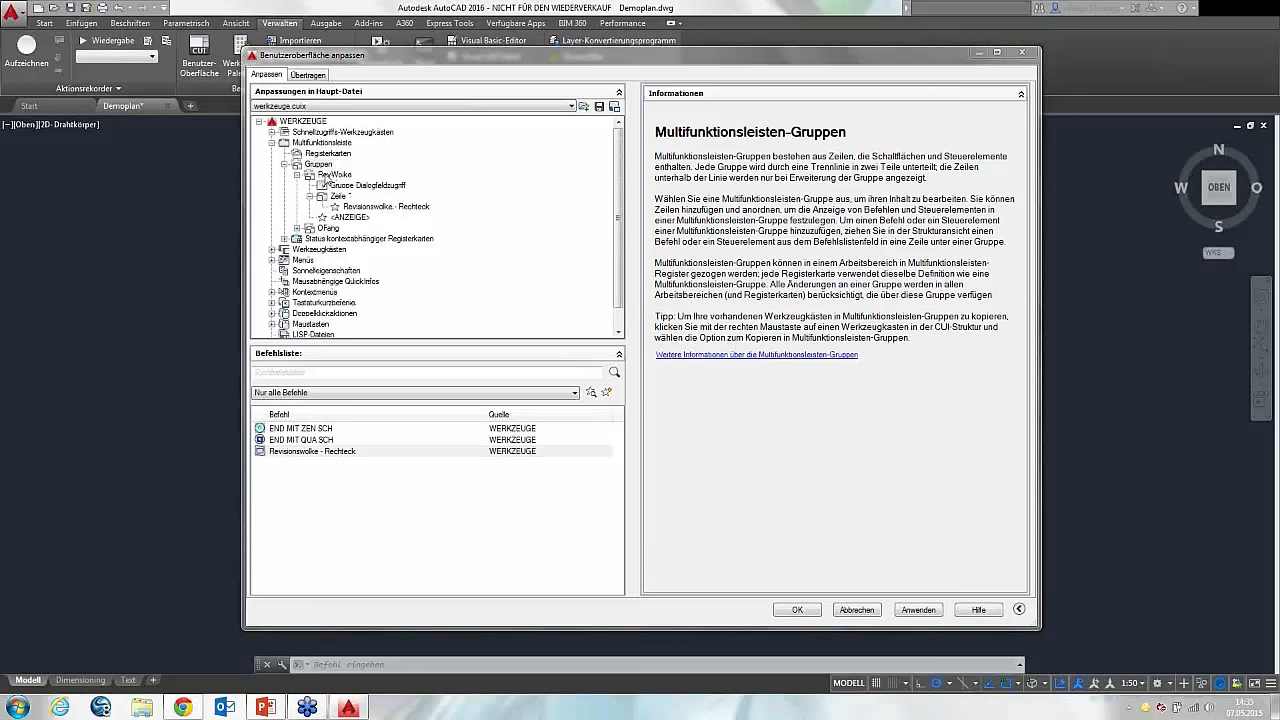 Autodesk AutoCAD 2016 - NICHT FÜR DEN WIEDERVERKAUF Demoplan.dwg
Start Einfügen Beschriften Parametrisch Ansicht Verwalten Ausgabe Add-ins A360 Express Tools Verfügbare Apps BIM 360 Performance
Wiedergabe
Importieren
Visual Basic-Editor
Layer-Konvertierungsprogramm
Aufzeichnen
CUI
Benutzer-
Oberfläche
Aktionsrekorder
Start Demoplan*
[−][Oben][2D-Drahtkörper]
Benutzeroberfläche anpassen
Anpassen Übertragen
Anpassungen in Haupt-Datei
werkzeuge.cuix
WERKZEUGE
Schnellzugriffs-Werkzeugkästen
Multifunktionsleiste
Registerkarten
Gruppen
RevWolke
Gruppe Dialogfeldzugriff
Zeile
Revisionswolke - Rechteck
<ANZEIGE>
OFang
Status kontextabhängiger Registerkarten
Werkzeugkästen
Menüs
Schnelleigenschaften
Mausabhängige QuickInfos
Kontextmenüs
Tastaturkurzbefehle
Doppelklickaktionen
Maustasten
LISP-Dateien
Befehlsliste:
Suchbefehlsliste
Nur alle Befehle
Befehl Quelle
END MIT ZEN SCH WERKZEUGE
END MIT QUA SCH WERKZEUGE
Revisionswolke - Rechteck WERKZEUGE
Informationen
Multifunktionsleisten-Gruppen
Multifunktionsleisten-Gruppen bestehen aus Zeilen, die Schaltflächen und Steuerelemente
enthalten. Jede Gruppe wird durch eine Trennlinie in zwei Teile unterteilt; die Zeilen
unterhalb der Linie werden nur bei Erweiterung der Gruppe angezeigt.
Wählen Sie eine Multifunktionsleisten-Gruppe aus, um ihren Inhalt zu bearbeiten. Sie können
Zeilen hinzufügen und anordnen, um die Anzeige von Befehlen und Steuerelementen in
einer Multifunktionsleisten-Gruppe festzulegen. Um einen Befehl oder ein Steuerelement
einer Multifunktionsleisten-Gruppe hinzuzufügen, ziehen Sie in der Strukturansicht einen
Befehl oder ein Steuerelement aus dem Befehlslistenfeld in eine Zeile unter einer Gruppe.
Multifunktionsleisten-Gruppen können in einem Arbeitsbereich in Multifunktionsleisten-
Register gezogen werden; jede Registerkarte verwendet dieselbe Definition wie eine
Multifunktionsleisten-Gruppe. Alle Änderungen an einer Gruppe werden in allen
Arbeitsbereichen (und Registerkarten) berücksichtigt, die über diese Gruppe verfügen
Tipp: Um Ihre vorhandenen Werkzeugkästen in Multifunktionsleisten-Gruppen zu kopieren,
klicken Sie mit der rechten Maustaste auf einen Werkzeugkasten in der CUI-Struktur und
wählen die Option zum Kopieren in Multifunktionsleisten-Gruppen.
Weitere Informationen über die Multifunktionsleisten-Gruppen
OK Abbrechen Anwenden Hilfe
N
W OBEN O
S
WKS
Befehl eingeben
Modell Dimensioning Text
MODELL 1:50
14:35
07.05.2015